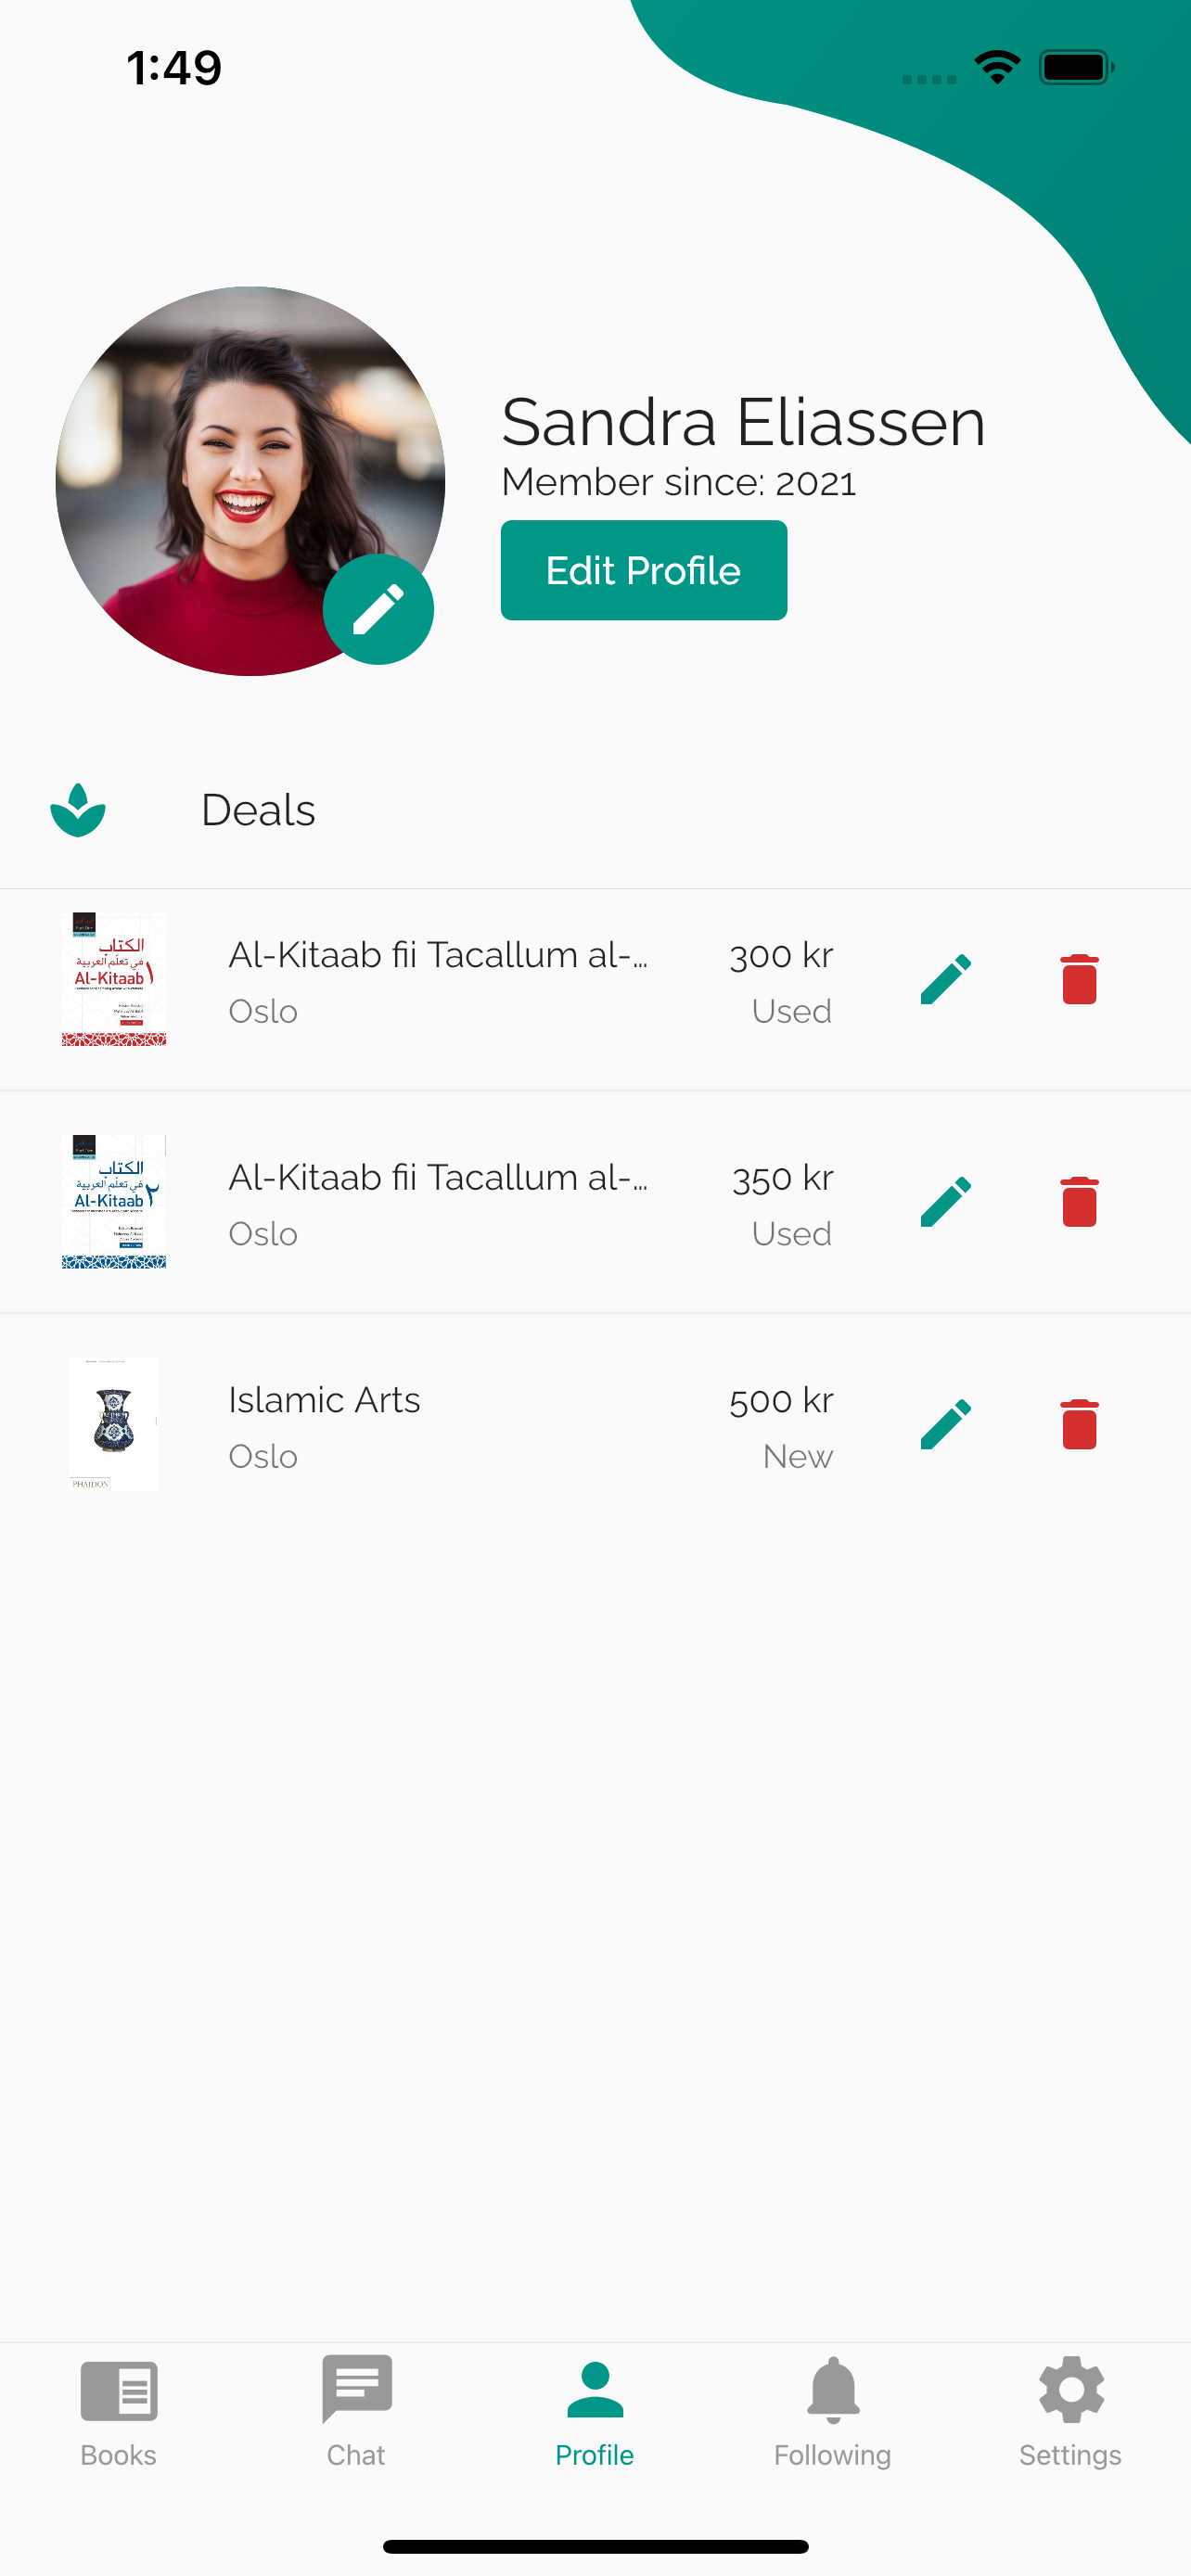 1:49
Sandra Eliassen
Member since: 2021
Edit Profile
Deals
الكتاب
في تعلّم العربية
Al-Kitaab ١
Al-Kitaab fii Tacallum al-...
300 kr
Oslo
Used
الكتاب
في تعلّم العربية
Al-Kitaab ٢
Al-Kitaab fii Tacallum al-...
350 kr
Oslo
Used
PHAIDON
Islamic Arts
500 kr
Oslo
New
Books
Chat
Profile
Following
Settings